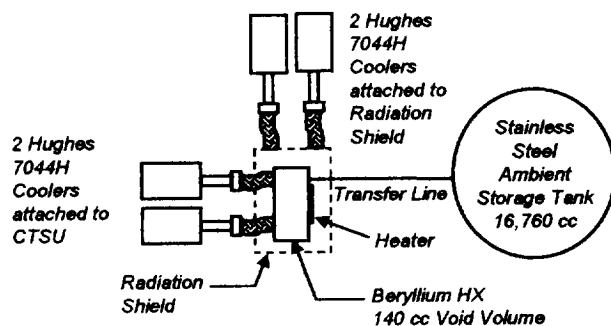 2 Hughes
7044H
Coolers
attached to
Radiation
Shield
2 Hughes
7044H
Coolers
attached to
CTSU
Stainless
Steel
Ambient
Storage Tank
16,760 cc
Transfer Line
Heater
Radiation
Shield
Beryllium HX
140 cc Void Volume